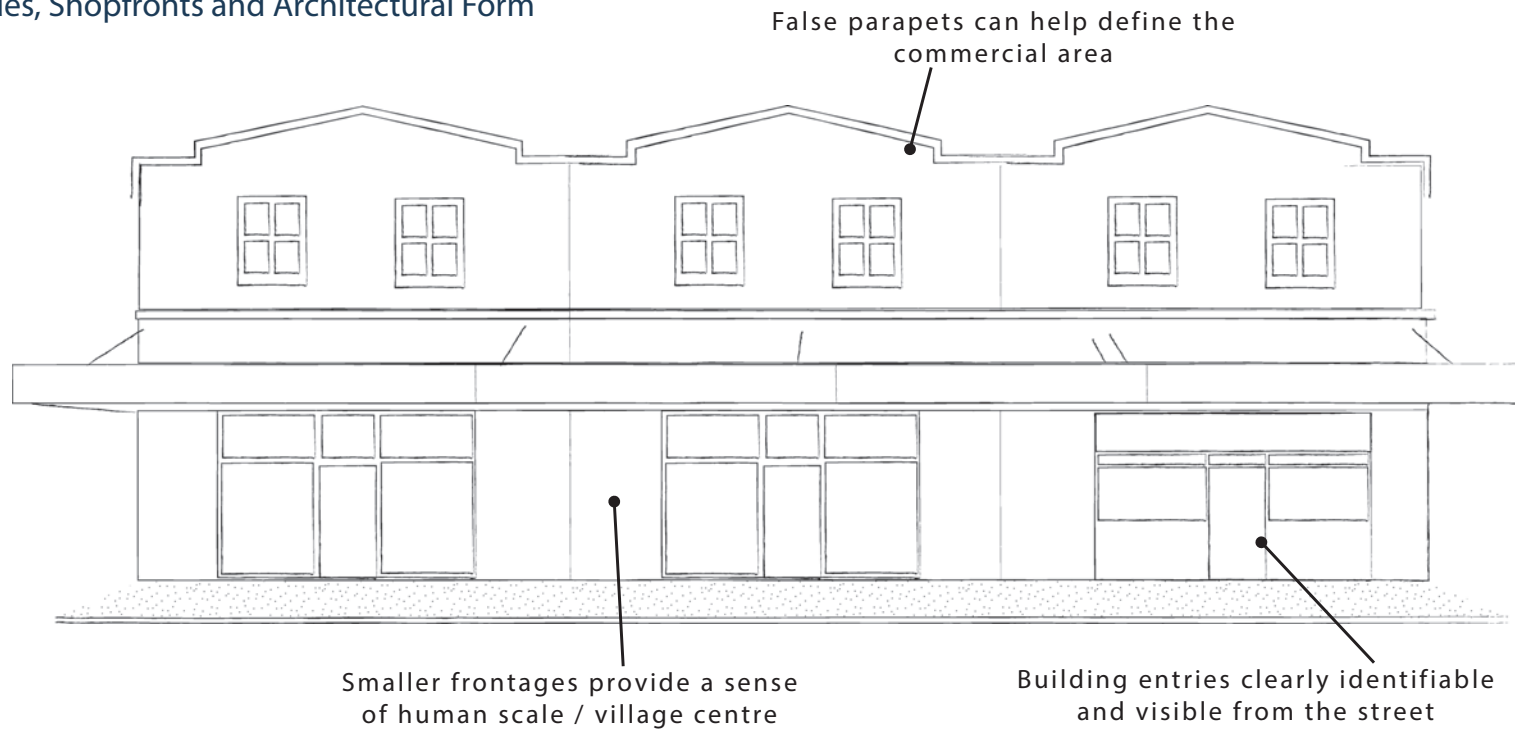 Shopfronts and Architectural Form
False parapets can help define the
commercial area
Smaller frontages provide a sense
of human scale / village centre
Building entries clearly identifiable
and visible from the street